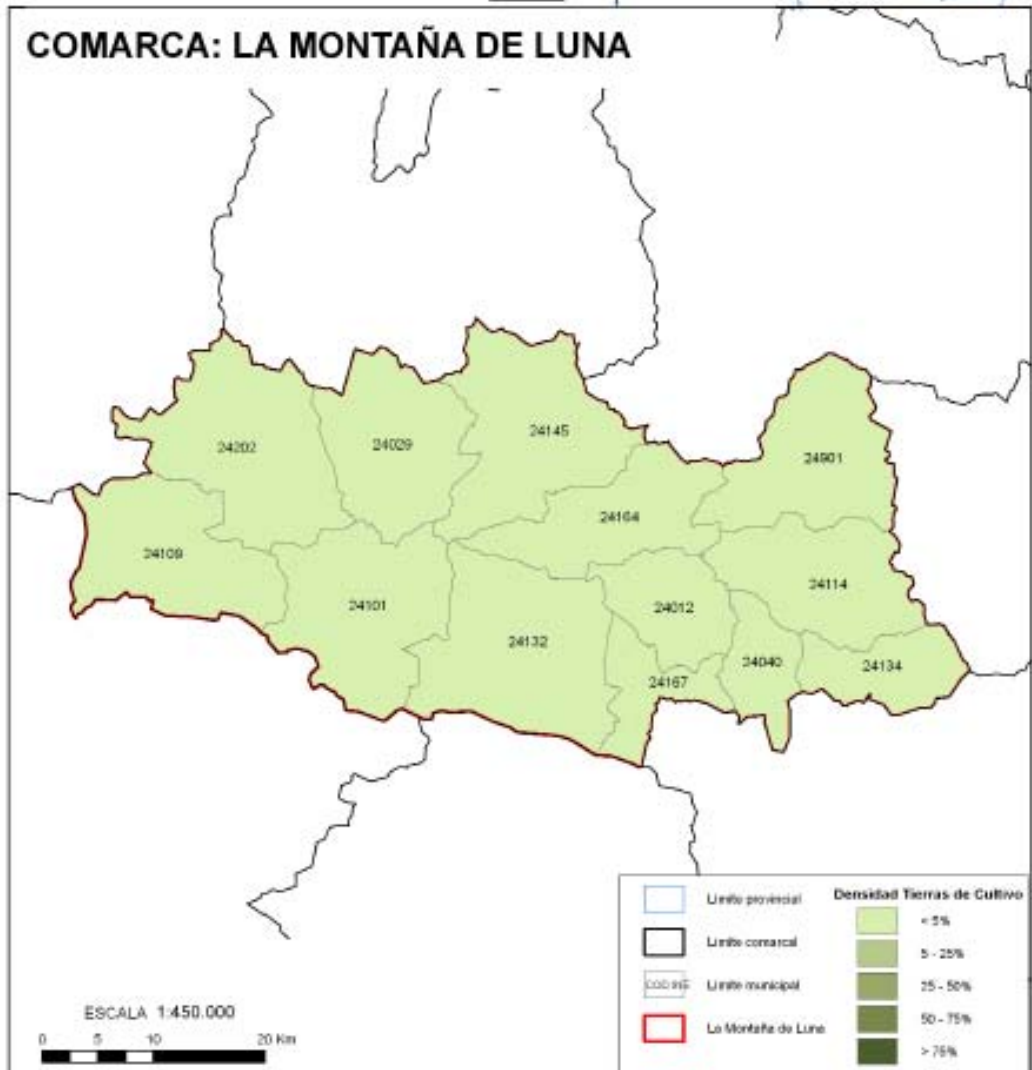 COMARCA: LA MONTAÑA DE LUNA
24202
24029
24145
24901
24164
24109
24101
24114
24012
24132
24040
24134
24167
Límite provincial
Límite comarcal
COD INE
Límite municipal
La Montaña de Luna
Densidad Tierras de Cultivo
< 5%
5 - 25%
25 - 50%
50 - 75%
> 75%
ESCALA 1:450.000
0 5 10 20 Km